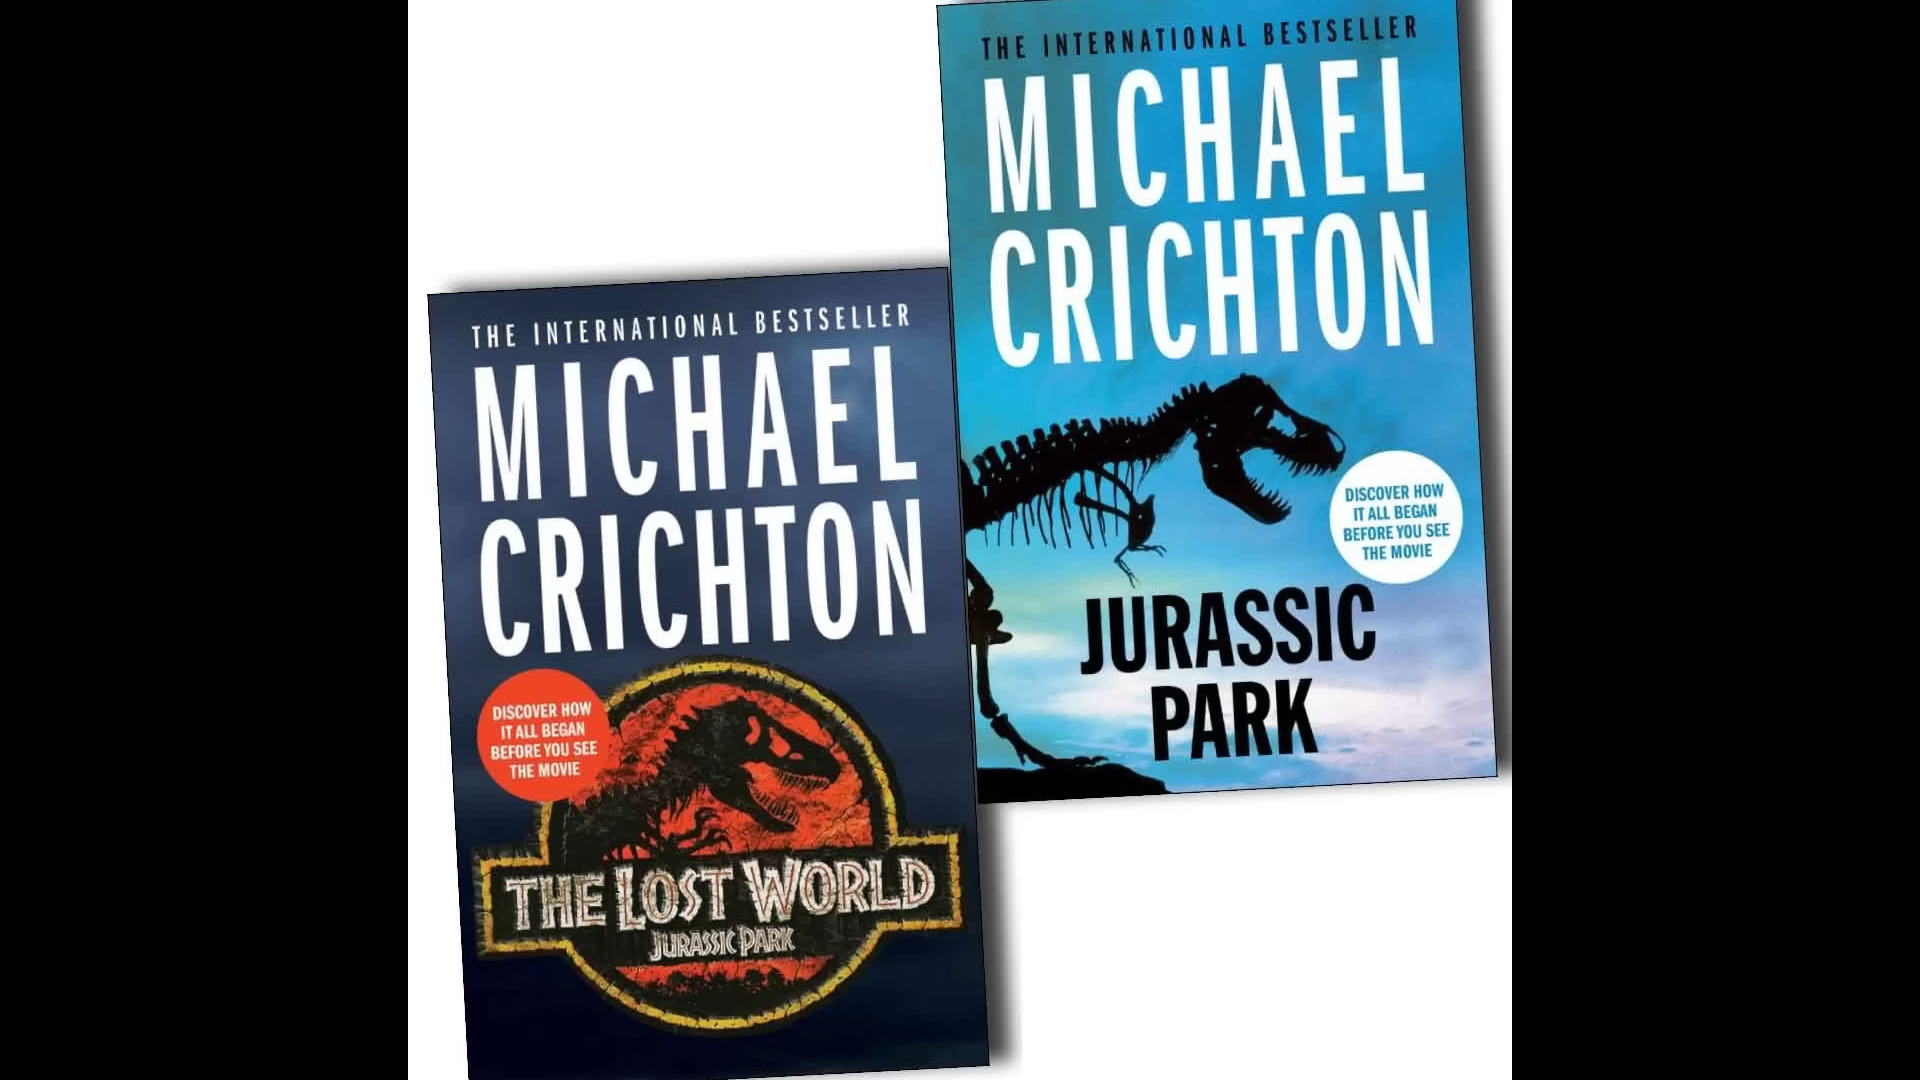 THE INTERNATIONAL BESTSELLER
MICHAEL
CRICHTON
DISCOVER HOW
IT ALL BEGAN
BEFORE YOU SEE
THE MOVIE
THE LOST WORLD
JURASSIC PARK
THE INTERNATIONAL BESTSELLER
MICHAEL
CRICHTON
DISCOVER HOW
IT ALL BEGAN
BEFORE YOU SEE
THE MOVIE
JURASSIC
PARK